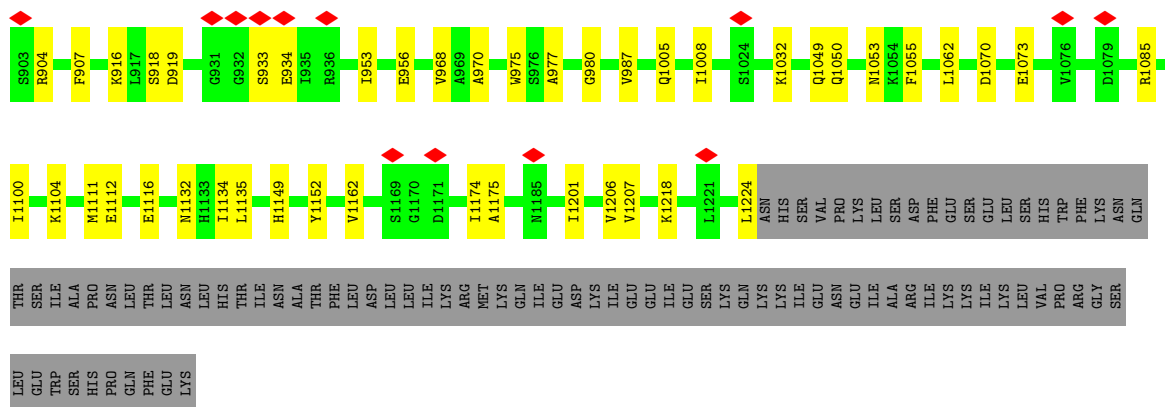 S903 R904 F907 K916 L917 S918 D919 G931 G932 S933 E934 I935 R936 I953 E956 V968 A969 A970 W975 S976 A977 G980 V987 Q1005 I1008 S1024 K1032 Q1049 Q1050 N1053 K1054 F1055 L1062 D1070 E1073 V1076 D1079 R1085
I1100 K1104 M1111 E1112 E1116 N1132 H1133 I1134 L1135 H1149 Y1152 V1162 S1169 G1170 D1171 I1174 A1175 N1185 I1201 V1206 V1207 K1218 L1221 L1224 ASN HIS SER VAL PRO LYS LEU SER ASP PHE GLU SER GLU LEU SER HIS TRP PHE LYS ASN GLN
THR SER ILE ALA PRO ASN LEU THR LEU ASN LEU HIS THR ILE ASN ALA THR PHE LEU ASP LEU LEU ILE LYS ARG MET LYS GLN ILE GLU ASP LYS ILE GLU GLU ILE GLU SER LYS GLN LYS LYS ILE GLU ASN GLU ILE ALA ARG ILE LYS LYS ILE LYS LEU VAL PRO ARG GLY SER
LEU GLU TRP SER HIS PRO GLN PHE GLU LYS